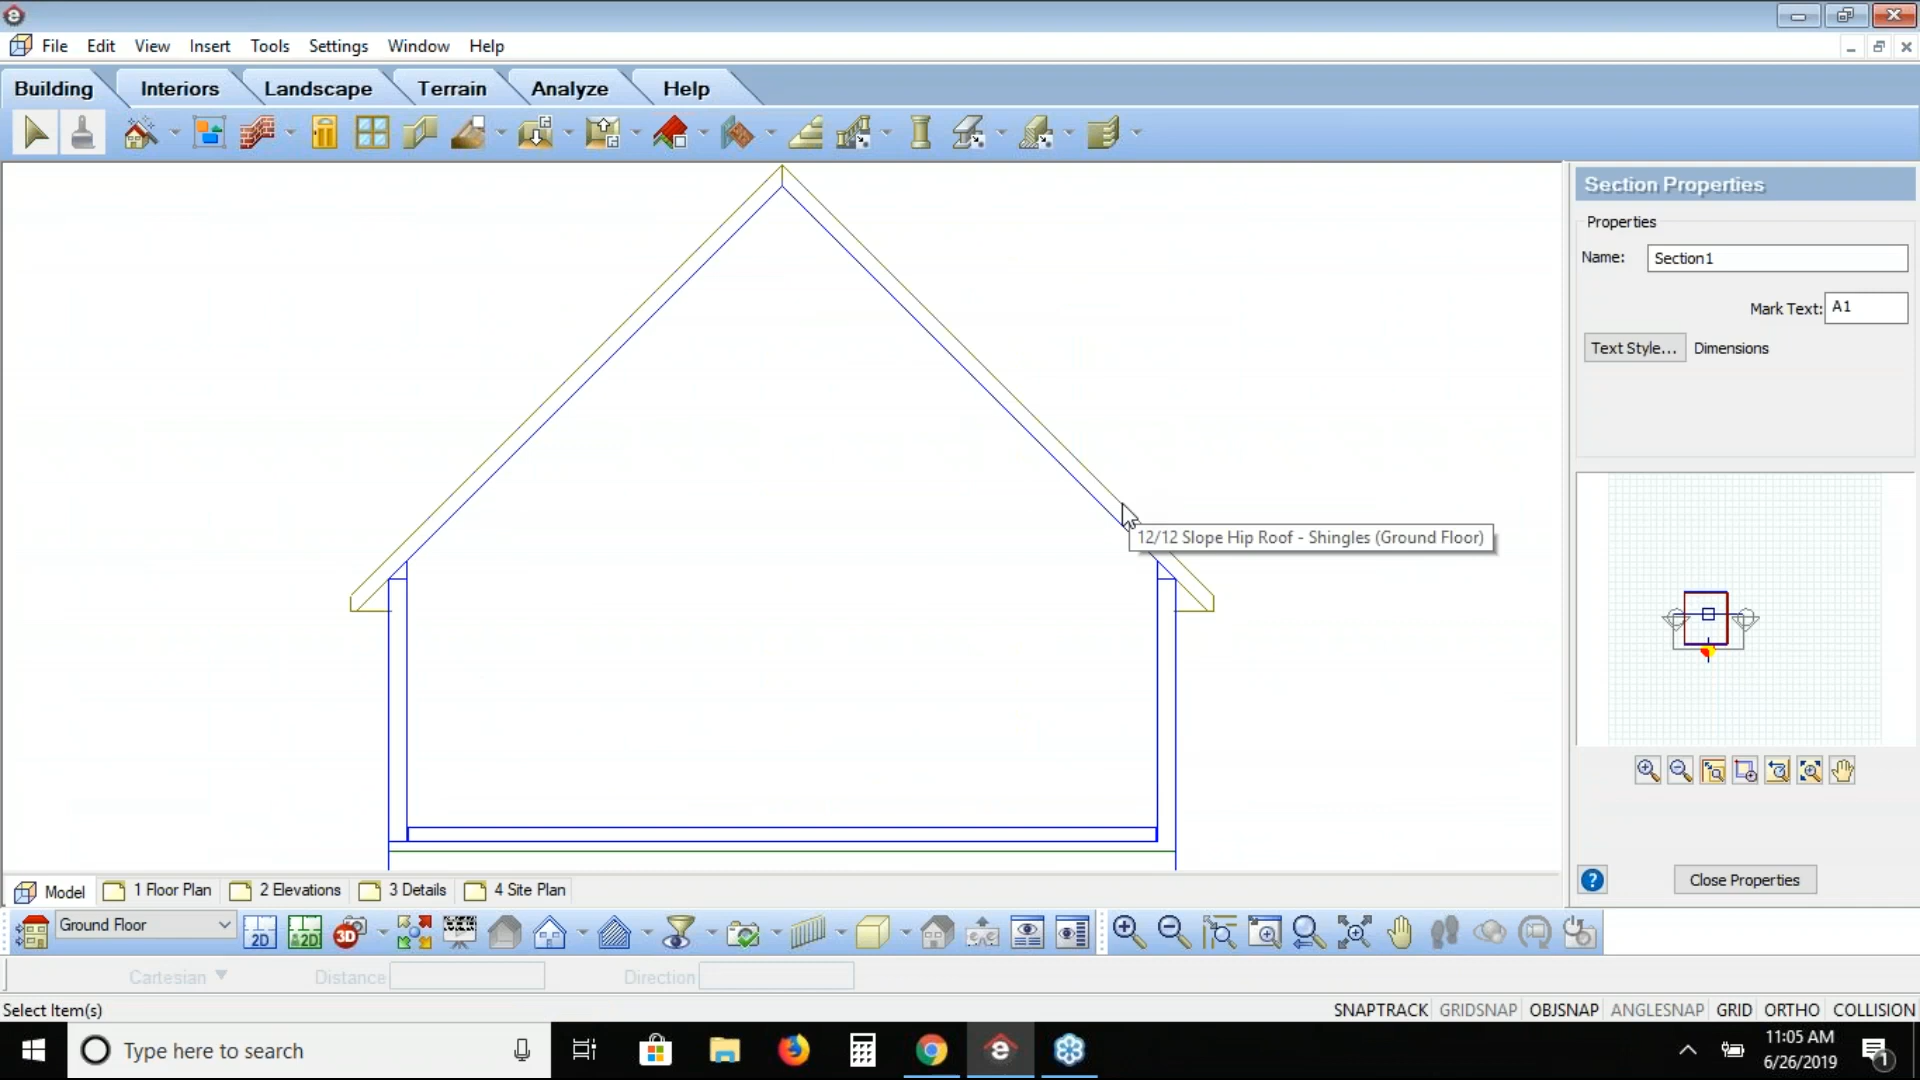 File Edit View Insert Tools Settings Window Help
Building Interiors Landscape Terrain Analyze Help
Section Properties
Properties
Name: Section1
Mark Text: A1
Text Style... Dimensions
12/12 Slope Hip Roof - Shingles (Ground Floor)
Close Properties
Model 1 Floor Plan 2 Elevations 3 Details 4 Site Plan
Ground Floor 2D 2D 3D
Cartesian Distance Direction
Select Item(s) SNAPTRACK GRIDSNAP OBJSNAP ANGLESNAP GRID ORTHO COLLISION
Type here to search
11:05 AM
6/26/2019
1